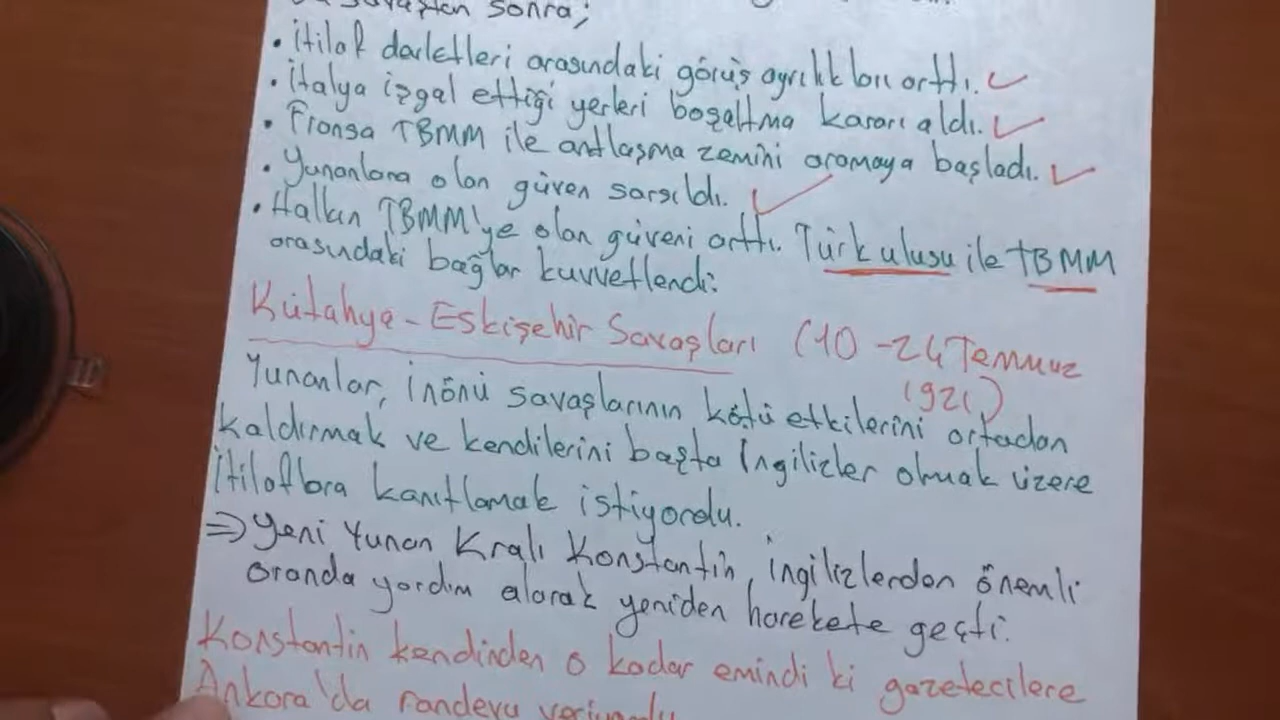 savaştan sonra;
• İtilaf devletleri arasındaki görüş ayrılıkları arttı.
• İtalya işgal ettiği yerleri boşaltma kararı aldı.
• Fransa TBMM ile antlaşma zemini aramaya başladı.
• Yunanlara olan güven sarsıldı.
• Halkın TBMM'ye olan güveni arttı. Türk ulusu ile TBMM
arasındaki bağlar kuvvetlendi.
Kütahya - Eskişehir Savaşları (10 - 24 Temmuz
1921)
Yunanlar, İnönü savaşlarının kötü etkilerini ortadan
kaldırmak ve kendilerini başta İngilizler olmak üzere
İtilaflara kanıtlamak istiyordu.
⇒ Yeni Yunan Kralı Konstantin, İngilizlerden önemli
oranda yardım alarak yeniden harekete geçti.
Konstantin kendinden o kadar emindi ki gazetecilere
Ankara'da randevu veriyordu